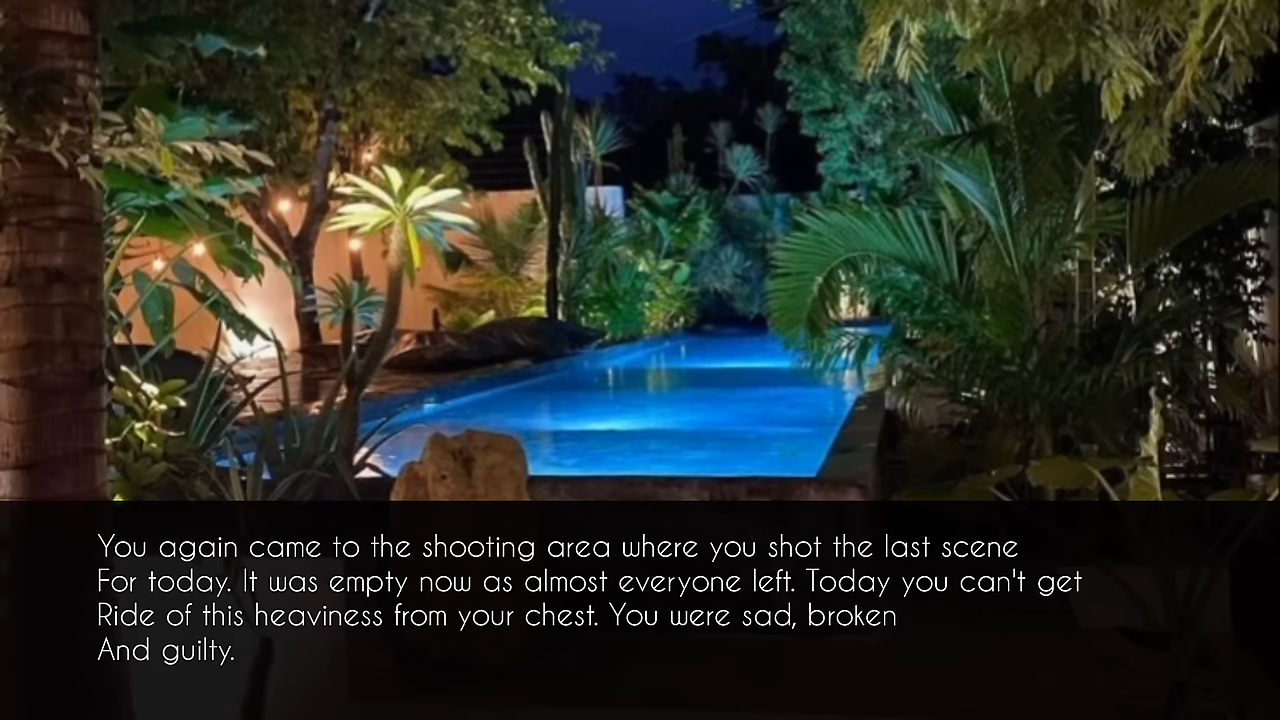 You again came to the shooting area where you shot the last scene
For today. It was empty now as almost everyone left. Today you can't get
Ride of this heaviness from your chest. You were sad, broken
And guilty.